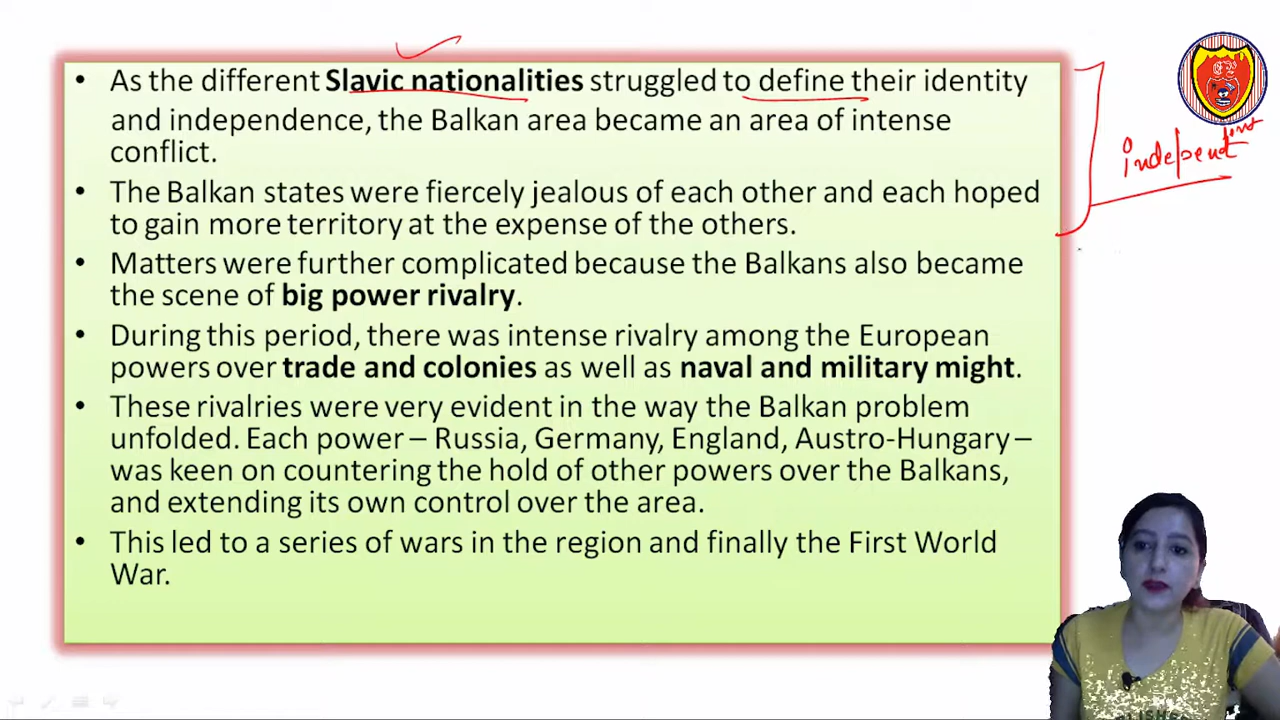 • As the different Slavic nationalities struggled to define their identity
and independence, the Balkan area became an area of intense
conflict.
• The Balkan states were fiercely jealous of each other and each hoped
to gain more territory at the expense of the others.
• Matters were further complicated because the Balkans also became
the scene of big power rivalry.
• During this period, there was intense rivalry among the European
powers over trade and colonies as well as naval and military might.
• These rivalries were very evident in the way the Balkan problem
unfolded. Each power – Russia, Germany, England, Austro-Hungary –
was keen on countering the hold of other powers over the Balkans,
and extending its own control over the area.
• This led to a series of wars in the region and finally the First World
War.